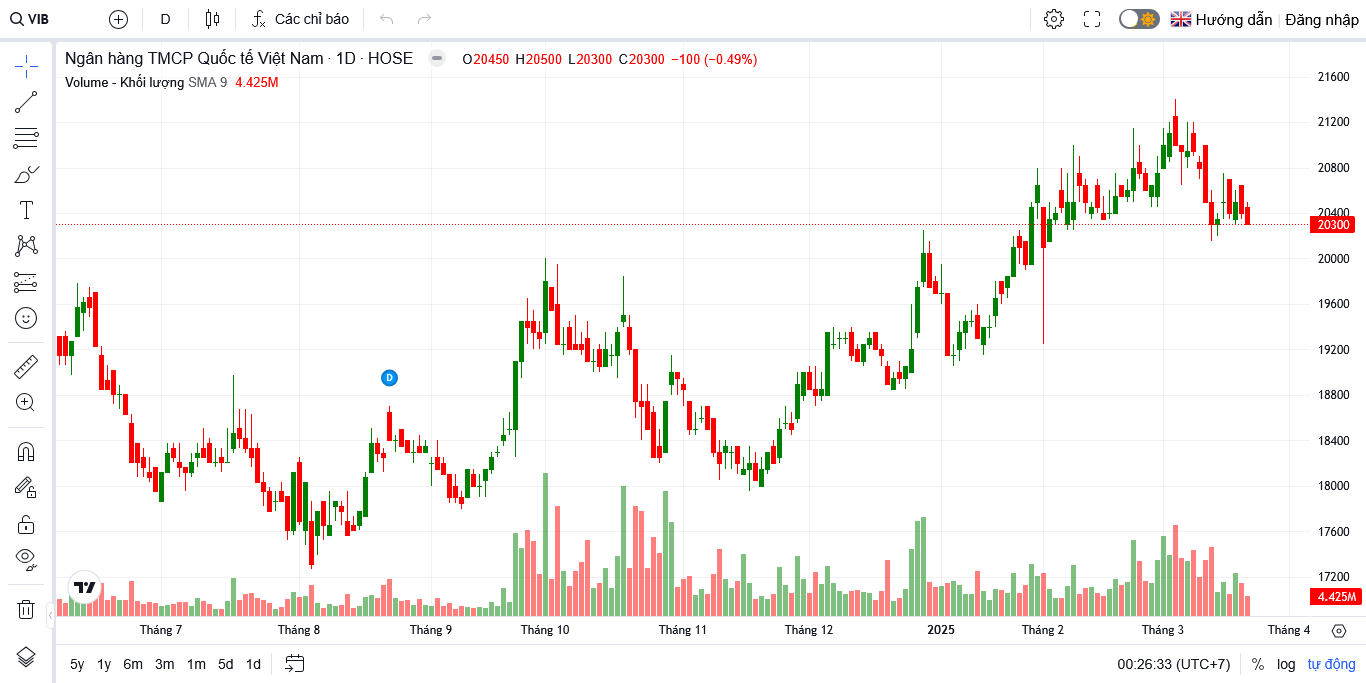 VIB D Các chỉ báo Hướng dẫn Đăng nhập
Ngân hàng TMCP Quốc tế Việt Nam · 1D · HOSE O20450 H20500 L20300 C20300 −100 (−0.49%)
Volume - Khối lượng SMA 9 4.425M
21600
21200
20800
20400
20300
20000
19600
19200
18800
D
18400
18000
17600
17200
4.425M
Tháng 7 Tháng 8 Tháng 9 Tháng 10 Tháng 11 Tháng 12 2025 Tháng 2 Tháng 3 Tháng 4
5y 1y 6m 3m 1m 5d 1d 00:26:33 (UTC+7) % log tự động